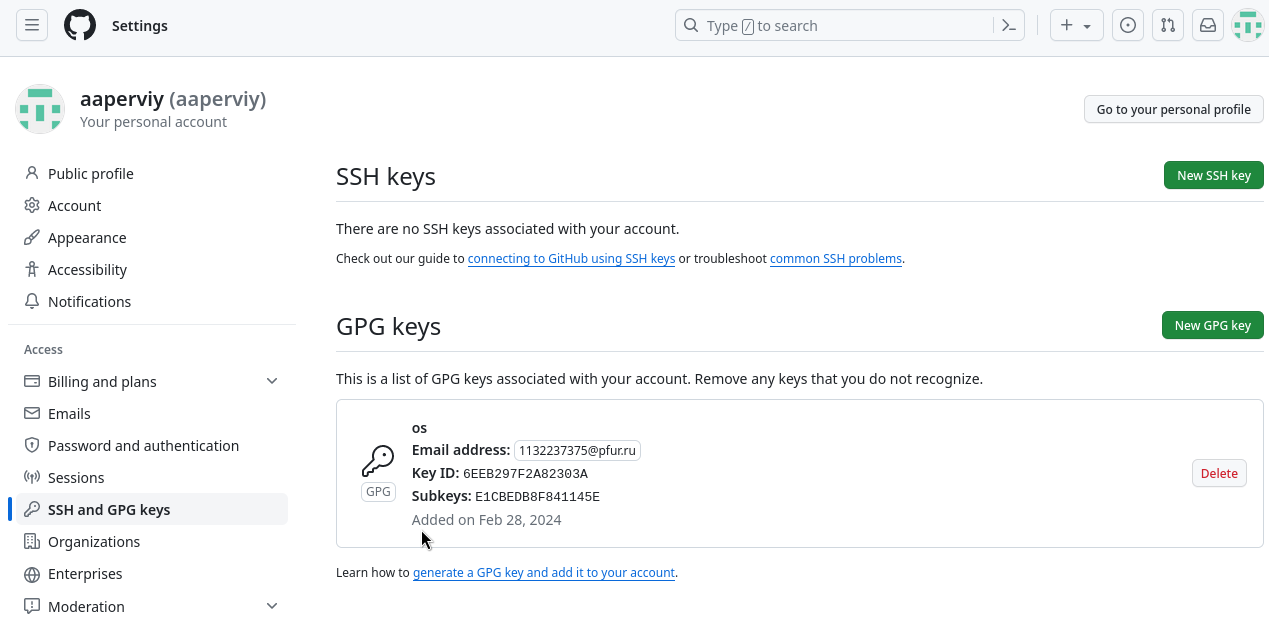 Settings
Type / to search
aaperviy (aaperviy)
Your personal account
Go to your personal profile
Public profile
Account
Appearance
Accessibility
Notifications
Access
Billing and plans
Emails
Password and authentication
Sessions
SSH and GPG keys
Organizations
Enterprises
Moderation
SSH keys
New SSH key
There are no SSH keys associated with your account.
Check out our guide to connecting to GitHub using SSH keys or troubleshoot common SSH problems.
GPG keys
New GPG key
This is a list of GPG keys associated with your account. Remove any keys that you do not recognize.
GPG
os
Email address: 1132237375@pfur.ru
Key ID: 6EEB297F2A82303A
Subkeys: E1CBEDB8F841145E
Added on Feb 28, 2024
Delete
Learn how to generate a GPG key and add it to your account.